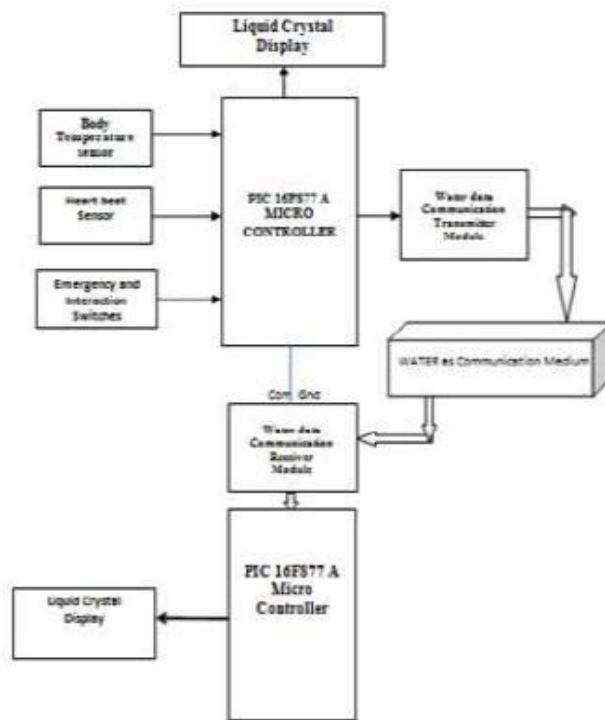 Liquid Crystal
Display
Body
Temperature
sensor
Heart beat
Sensor
Emergency and
Interaction
Switches
PIC 16F877 A
MICRO
CONTROLLER
Water data
Communication
Transmitter
Module
WATER as Communication Medium
Com Gnd
Water data
Communication
Receiver
Module
PIC 16F877 A
Micro
Controller
Liquid Crystal
Display